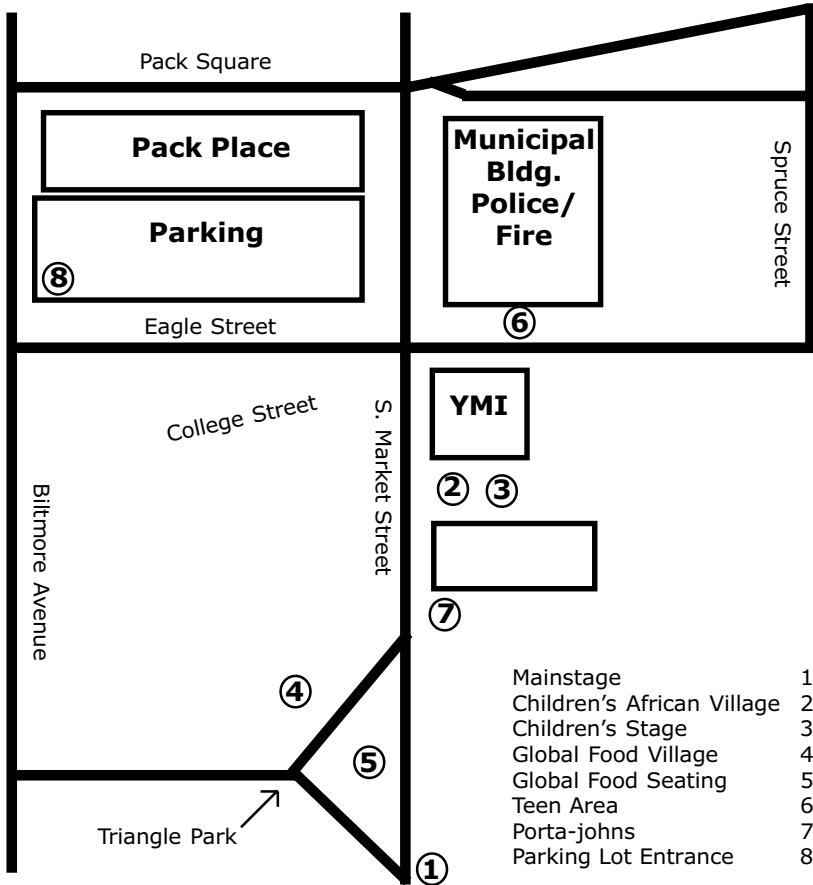 Pack Square
Pack Place
Municipal
Bldg.
Police/
Fire
Spruce Street
Parking
8
6
Eagle Street
YMI
College Street
S. Market Street
2 3
Biltmore Avenue
7
4
5
Triangle Park
1
Mainstage 1
Children's African Village 2
Children's Stage 3
Global Food Village 4
Global Food Seating 5
Teen Area 6
Porta-johns 7
Parking Lot Entrance 8